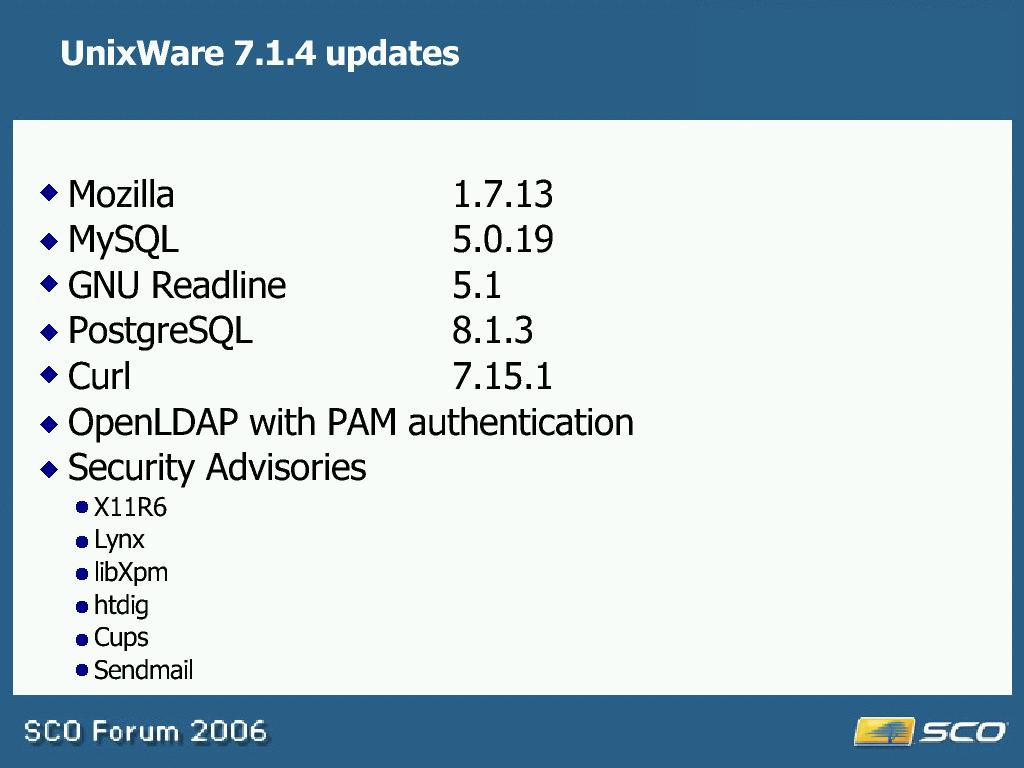 UnixWare 7.1.4 updates
Mozilla 1.7.13
MySQL 5.0.19
GNU Readline 5.1
PostgreSQL 8.1.3
Curl 7.15.1
OpenLDAP with PAM authentication
Security Advisories
X11R6
Lynx
libXpm
htdig
Cups
Sendmail
SCO Forum 2006
SCO